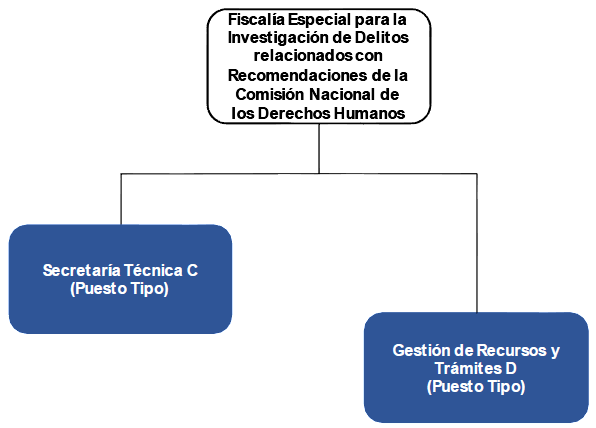 Fiscalía Especial para la
Investigación de Delitos
relacionados con
Recomendaciones de la
Comisión Nacional de
los Derechos Humanos
Secretaría Técnica C
(Puesto Tipo)
Gestión de Recursos y
Trámites D
(Puesto Tipo)